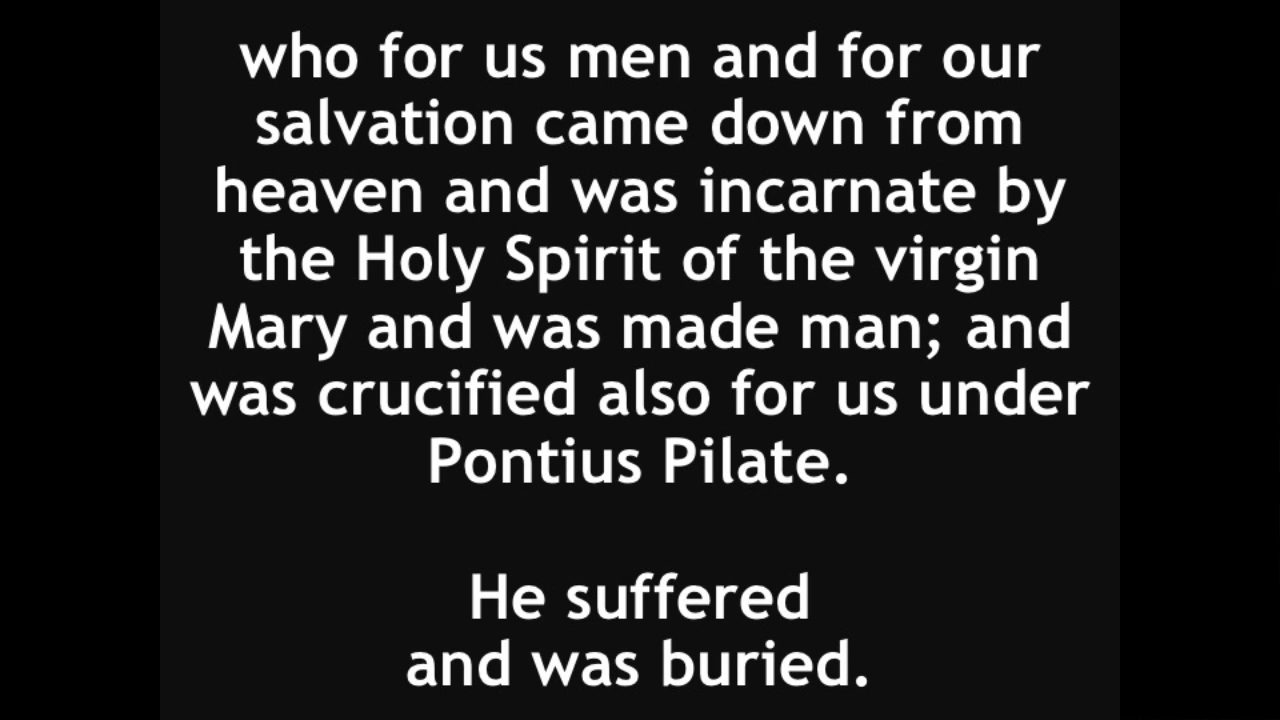 who for us men and for our
salvation came down from
heaven and was incarnate by
the Holy Spirit of the virgin
Mary and was made man; and
was crucified also for us under
Pontius Pilate.
He suffered
and was buried.